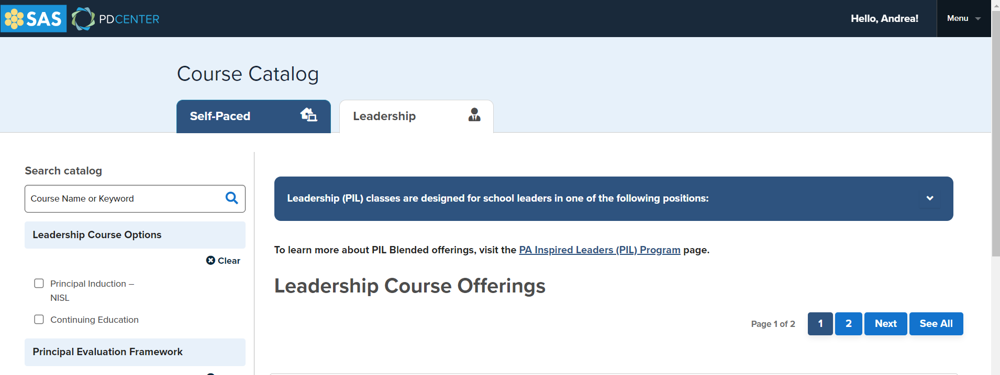 SAS PDCENTER
Hello, Andrea!
Menu
Course Catalog
Self-Paced
Leadership
Search catalog
Course Name or Keyword
Leadership Course Options
Clear
Principal Induction –
NISL
Continuing Education
Principal Evaluation Framework
Leadership (PIL) classes are designed for school leaders in one of the following positions:
To learn more about PIL Blended offerings, visit the PA Inspired Leaders (PIL) Program page.
Leadership Course Offerings
Page 1 of 2
1
2
Next
See All